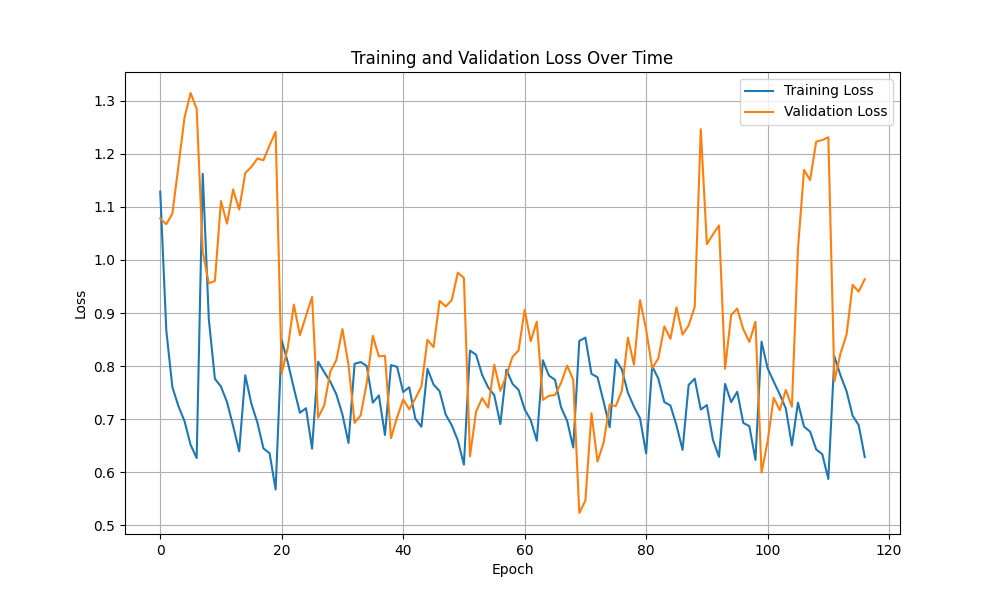 Training and Validation Loss Over Time
Training Loss
Validation Loss
1.3
1.2
1.1
1.0
0.9
0.8
0.7
0.6
0.5
Loss
0 20 40 60 80 100 120
Epoch